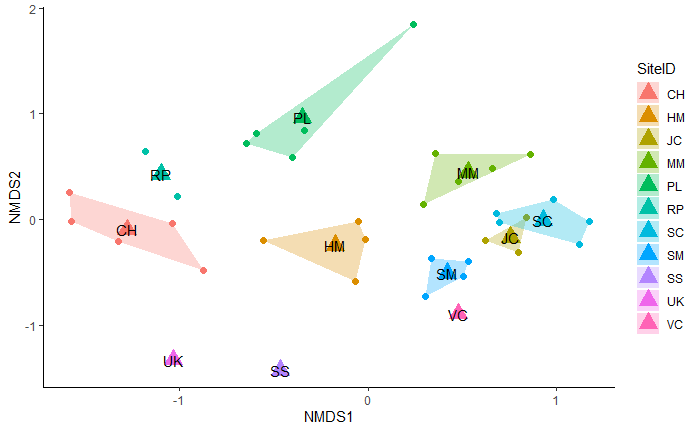 2
1
0
-1
NMDS2
-1
0
1
NMDS1
PL
RP
MM
CH
SC
HM
JC
SM
VC
UK
SS
SiteID
CH
HM
JC
MM
PL
RP
SC
SM
SS
UK
VC